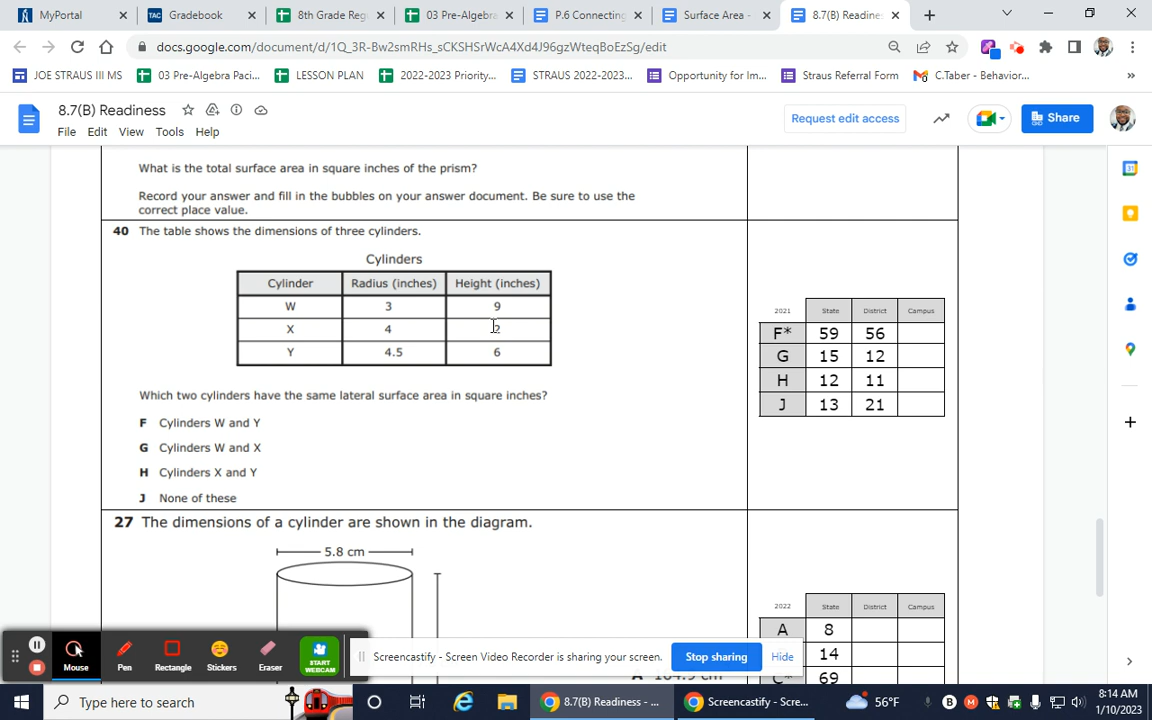 MyPortal
Gradebook
8th Grade Reg
03 Pre-Algebra
P.6 Connecting
Surface Area -
8.7(B) Readine
docs.google.com/document/d/1Q_3R-Bw2smRHs_sCKSHSrWcA4Xd4J96gzWteqBoEzSg/edit
JOE STRAUS III MS
03 Pre-Algebra Paci...
LESSON PLAN
2022-2023 Priority,...
STRAUS 2022-2023...
Opportunity for Im...
Straus Referral Form
C.Taber - Behavior...
8.7(B) Readiness
File Edit View Tools Help
Request edit access
Share
What is the total surface area in square inches of the prism?
Record your answer and fill in the bubbles on your answer document. Be sure to use the
correct place value.
40 The table shows the dimensions of three cylinders.
Cylinders
Cylinder Radius (inches) Height (inches)
W 3 9
X 4 2
Y 4.5 6
Which two cylinders have the same lateral surface area in square inches?
F Cylinders W and Y
G Cylinders W and X
H Cylinders X and Y
J None of these
2021 State District Campus
F* 59 56
G 15 12
H 12 11
J 13 21
27 The dimensions of a cylinder are shown in the diagram.
5.8 cm
2022 State District Campus
A 8
14
69
Mouse
Pen
Rectangle
Stickers
Eraser
START
WEBCAM
Screencastify - Screen Video Recorder is sharing your screen.
Stop sharing
Hide
Type here to search
8.7(B) Readiness - ...
Screencastify - Scre...
56°F
8:14 AM
1/10/2023